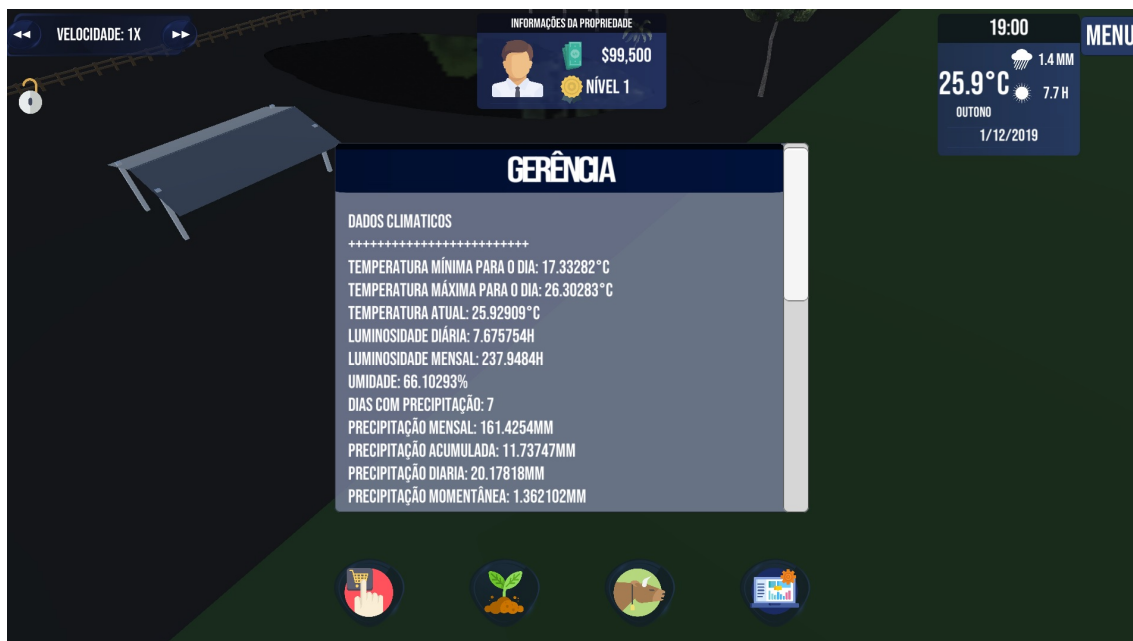 VELOCIDADE: 1X
INFORMAÇÕES DA PROPRIEDADE
$99,500
NÍVEL 1
19:00
MENU
1.4 MM
25.9°C
7.7 H
OUTONO
1/12/2019
GERÊNCIA
DADOS CLIMATICOS
+++++++++++++++++++++++++
TEMPERATURA MÍNIMA PARA O DIA: 17.33282°C
TEMPERATURA MÁXIMA PARA O DIA: 26.30283°C
TEMPERATURA ATUAL: 25.92909°C
LUMINOSIDADE DIÁRIA: 7.675754H
LUMINOSIDADE MENSAL: 237.9484H
UMIDADE: 66.10293%
DIAS COM PRECIPITAÇÃO: 7
PRECIPITAÇÃO MENSAL: 161.4254MM
PRECIPITAÇÃO ACUMULADA: 11.73747MM
PRECIPITAÇÃO DIARIA: 20.17818MM
PRECIPITAÇÃO MOMENTÂNEA: 1.362102MM